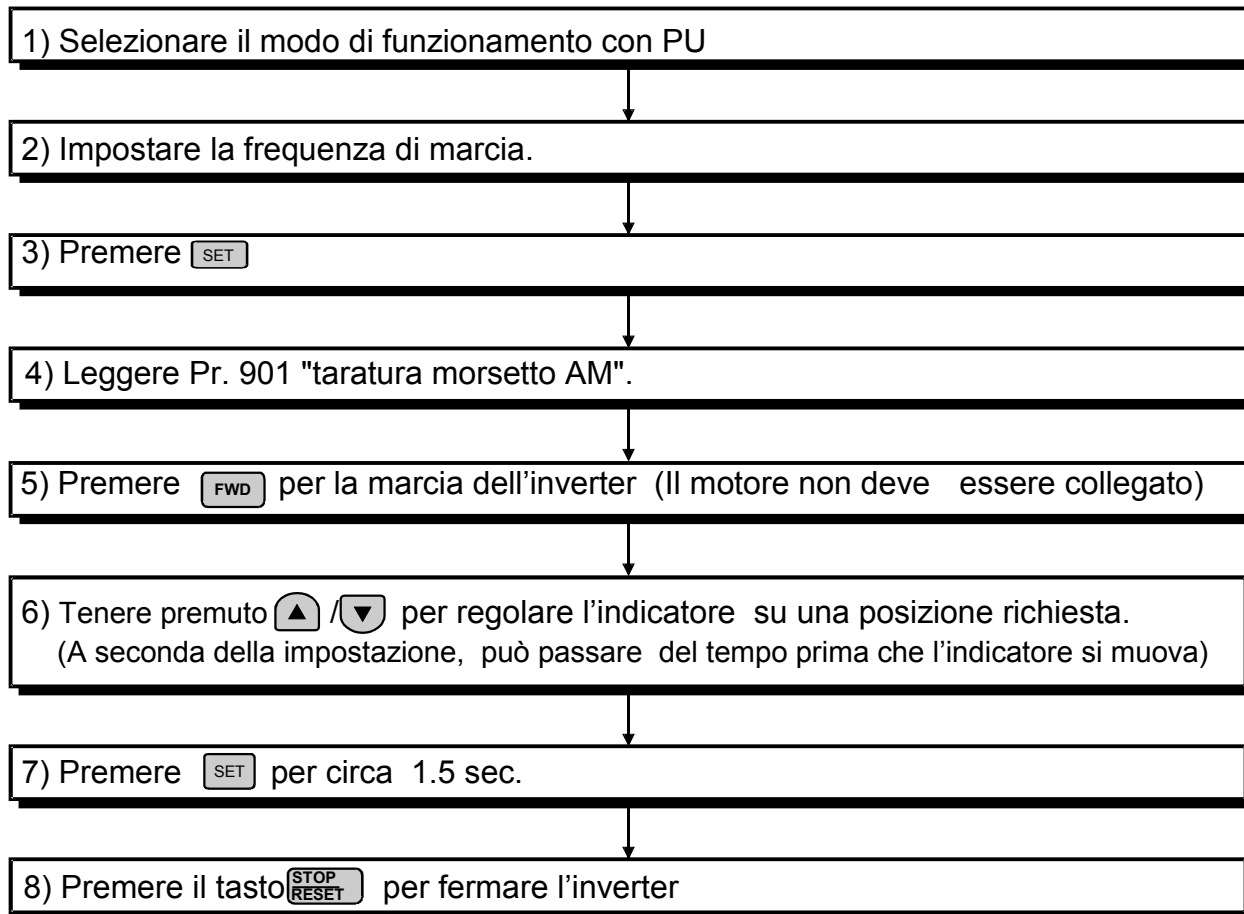 1) Selezionare il modo di funzionamento con PU
2) Impostare la frequenza di marcia.
3) Premere SET
4) Leggere Pr. 901 "taratura morsetto AM".
5) Premere FWD per la marcia dell’inverter (Il motore non deve essere collegato)
6) Tenere premuto ▲ /▼ per regolare l’indicatore su una posizione richiesta.
(A seconda della impostazione, può passare del tempo prima che l’indicatore si muova)
7) Premere SET per circa 1.5 sec.
8) Premere il tasto STOP RESET per fermare l’inverter